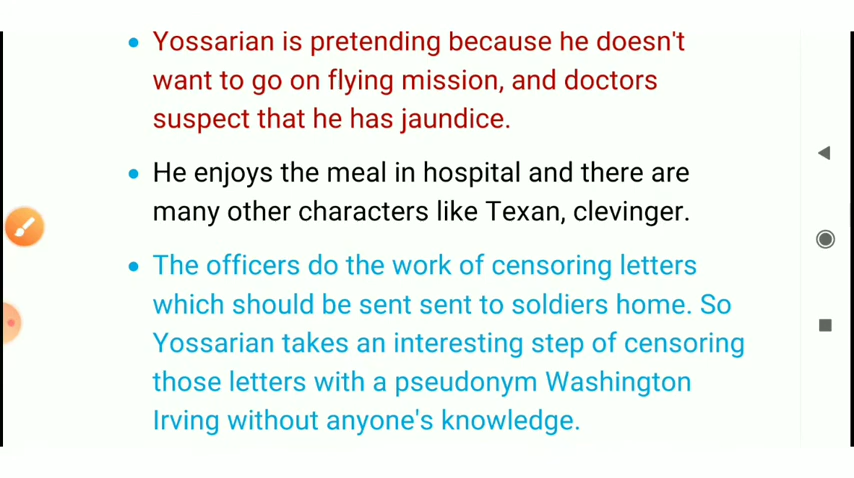 Yossarian is pretending because he doesn't
want to go on flying mission, and doctors
suspect that he has jaundice.
He enjoys the meal in hospital and there are
many other characters like Texan, clevinger.
The officers do the work of censoring letters
which should be sent sent to soldiers home. So
Yossarian takes an interesting step of censoring
those letters with a pseudonym Washington
Irving without anyone's knowledge.